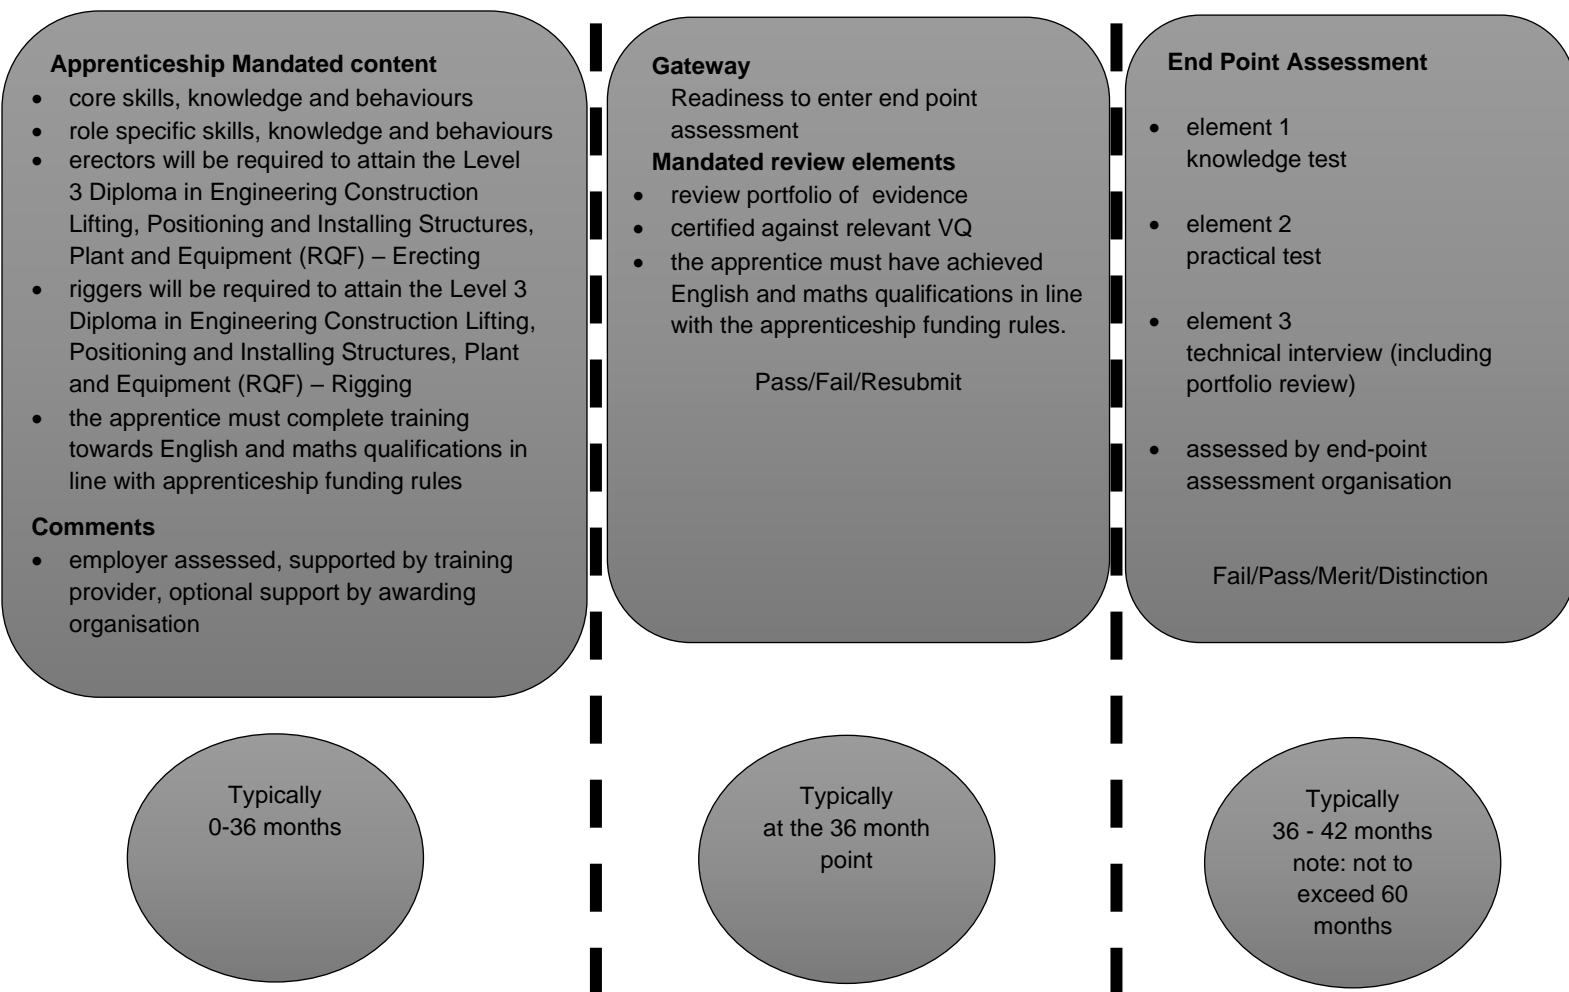 Apprenticeship Mandated content
• core skills, knowledge and behaviours
• role specific skills, knowledge and behaviours
• erectors will be required to attain the Level
3 Diploma in Engineering Construction
Lifting, Positioning and Installing Structures,
Plant and Equipment (RQF) – Erecting
• riggers will be required to attain the Level 3
Diploma in Engineering Construction Lifting,
Positioning and Installing Structures, Plant
and Equipment (RQF) – Rigging
• the apprentice must complete training
towards English and maths qualifications in
line with apprenticeship funding rules
Comments
• employer assessed, supported by training
provider, optional support by awarding
organisation
Typically
0-36 months
Gateway
Readiness to enter end point
assessment
Mandated review elements
• review portfolio of evidence
• certified against relevant VQ
• the apprentice must have achieved
English and maths qualifications in line
with the apprenticeship funding rules.
Pass/Fail/Resubmit
Typically
at the 36 month
point
End Point Assessment
• element 1
knowledge test
• element 2
practical test
• element 3
technical interview (including
portfolio review)
• assessed by end-point
assessment organisation
Fail/Pass/Merit/Distinction
Typically
36 - 42 months
note: not to
exceed 60
months